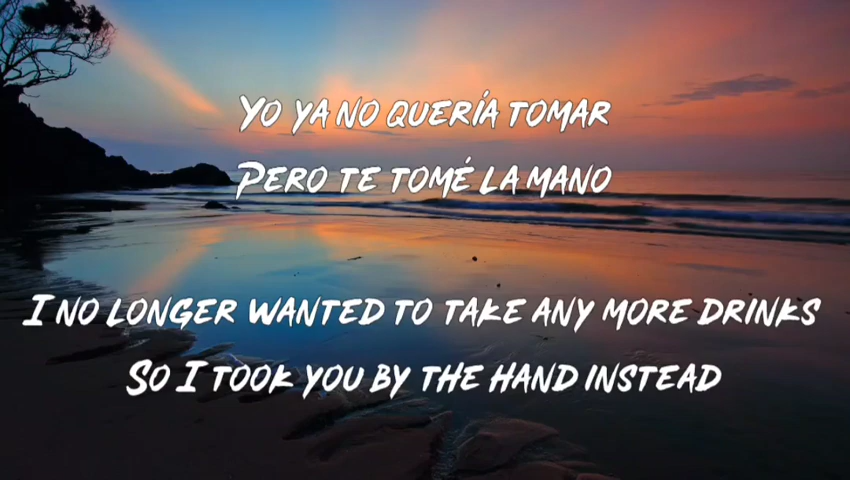 Yo ya no quería tomar
Pero te tomé la mano
I no longer wanted to take any more drinks
So I took you by the hand instead